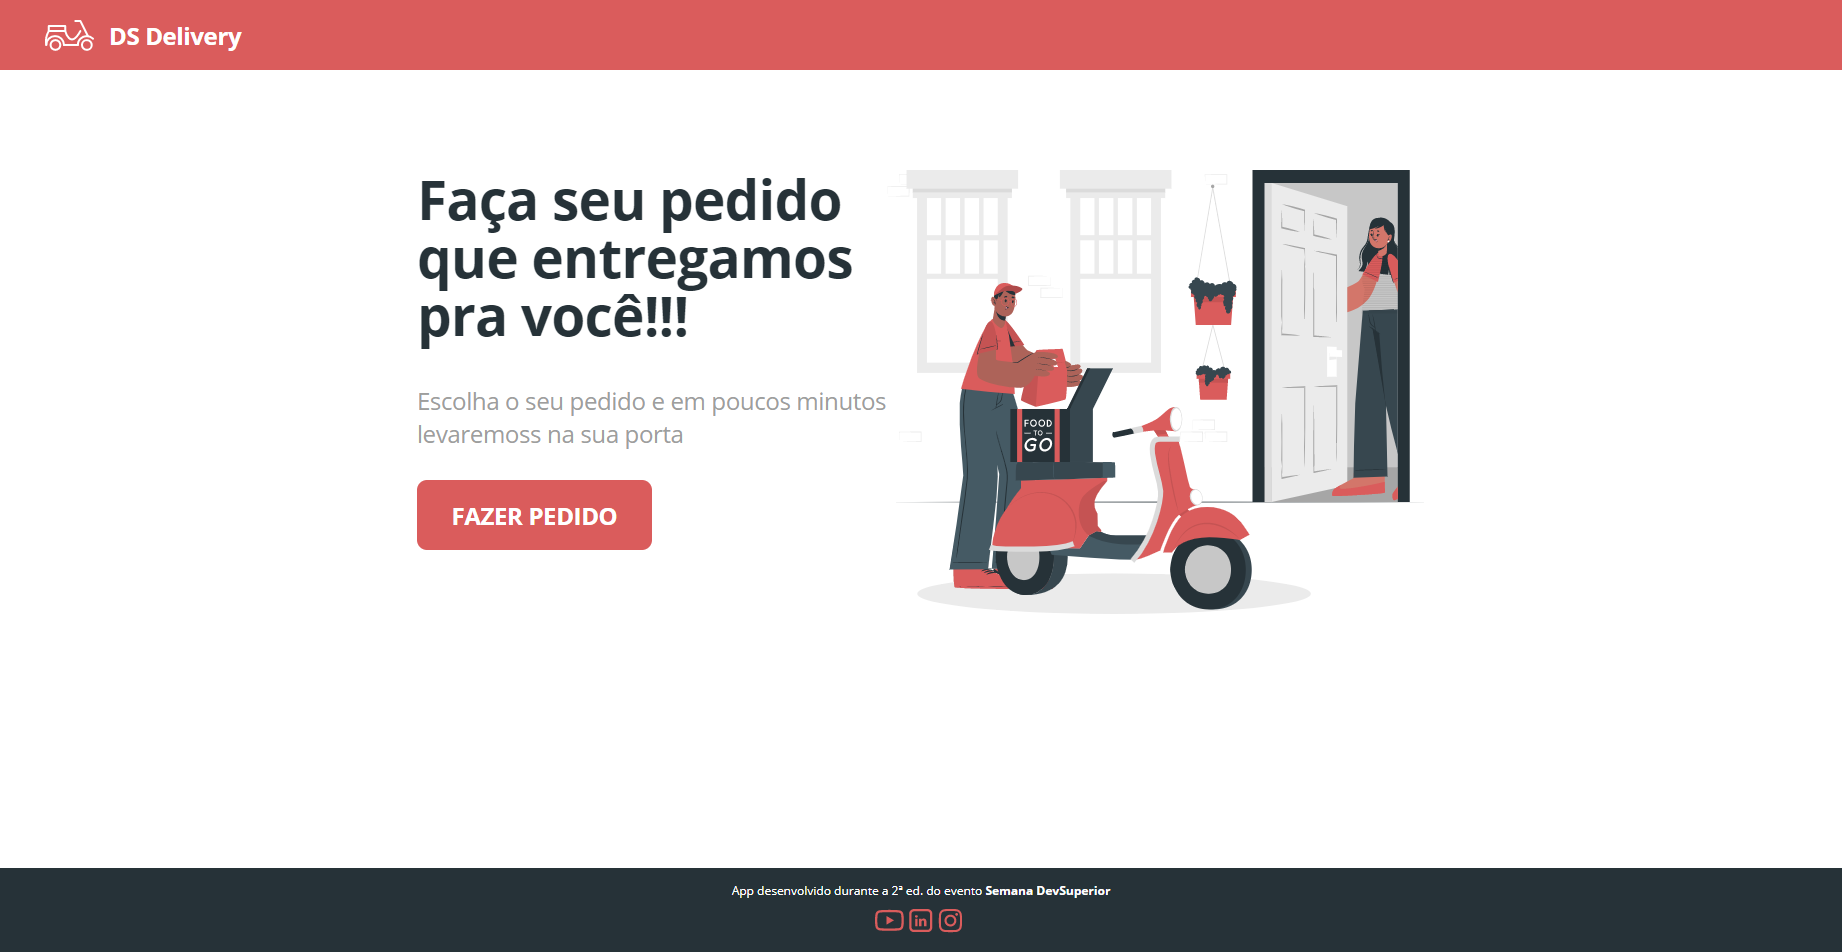 DS Delivery
Faça seu pedido
que entregamos
pra você!!!
Escolha o seu pedido e em poucos minutos
levaremoss na sua porta
FAZER PEDIDO
FOOD
TO
GO
App desenvolvido durante a 2ª ed. do evento Semana DevSuperior
in